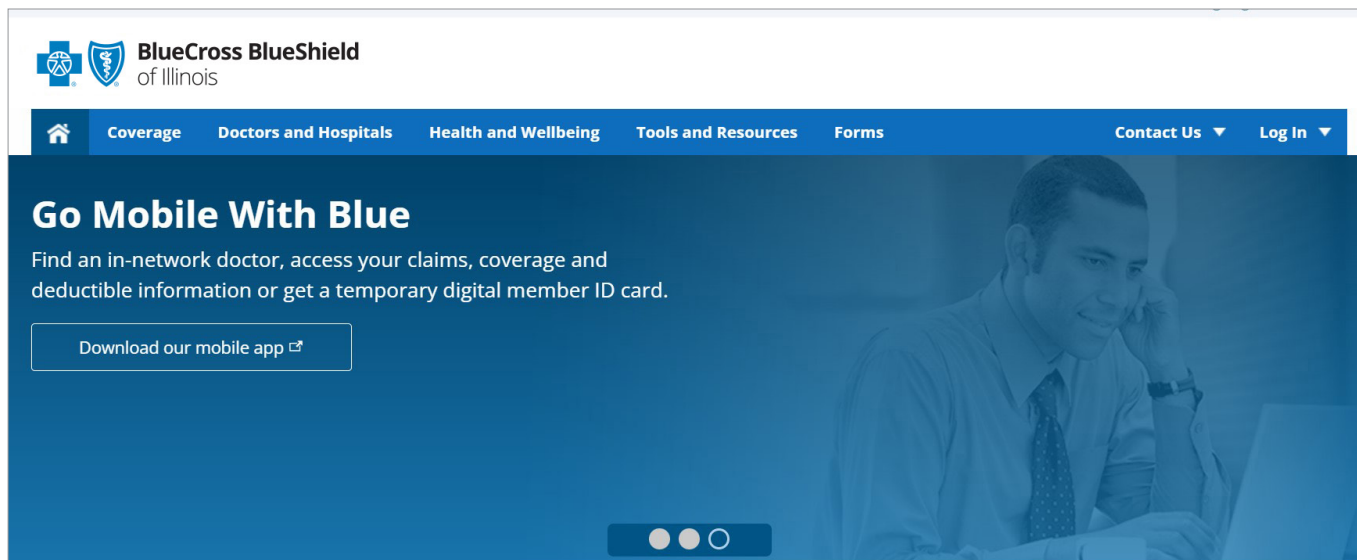 BlueCross BlueShield
of Illinois
Coverage Doctors and Hospitals Health and Wellbeing Tools and Resources Forms Contact Us Log In
Go Mobile With Blue
Find an in-network doctor, access your claims, coverage and
deductible information or get a temporary digital member ID card.
Download our mobile app